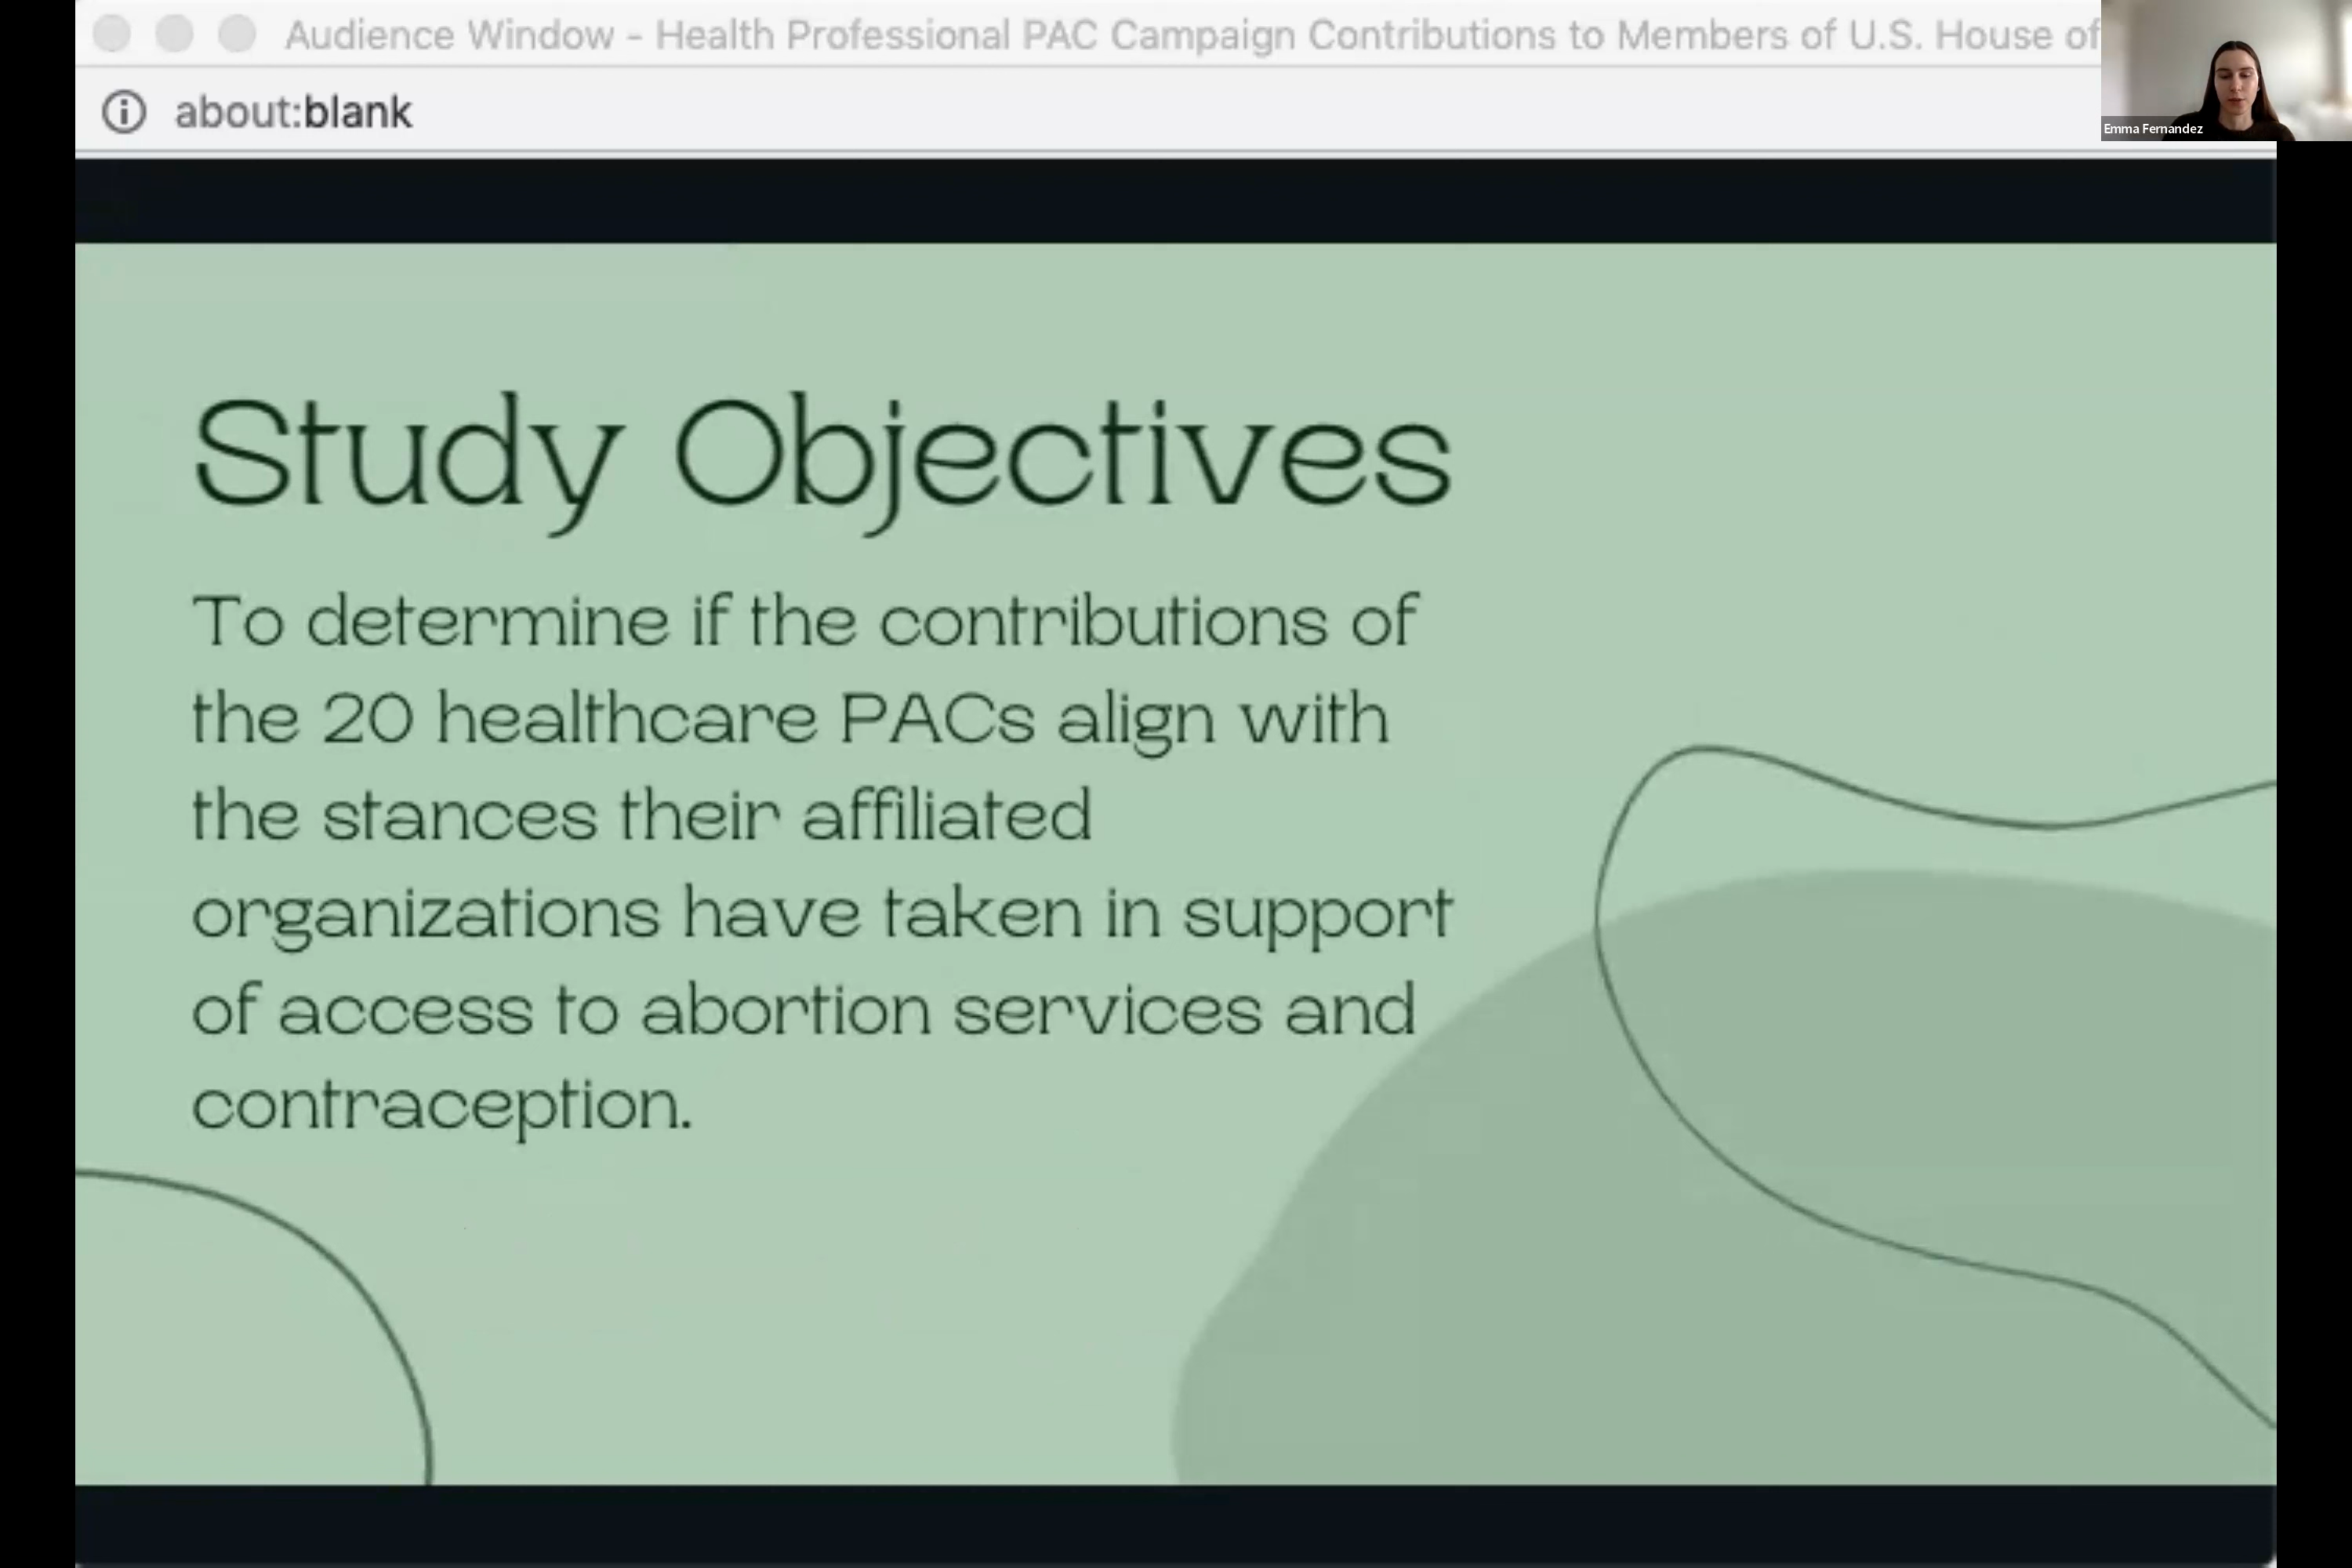 Audience Window - Health Professional PAC Campaign Contributions to Members of U.S. House of
about:blank
Emma Fernandez
Study Objectives
To determine if the contributions of
the 20 healthcare PACs align with
the stances their affiliated
organizations have taken in support
of access to abortion services and
contraception.